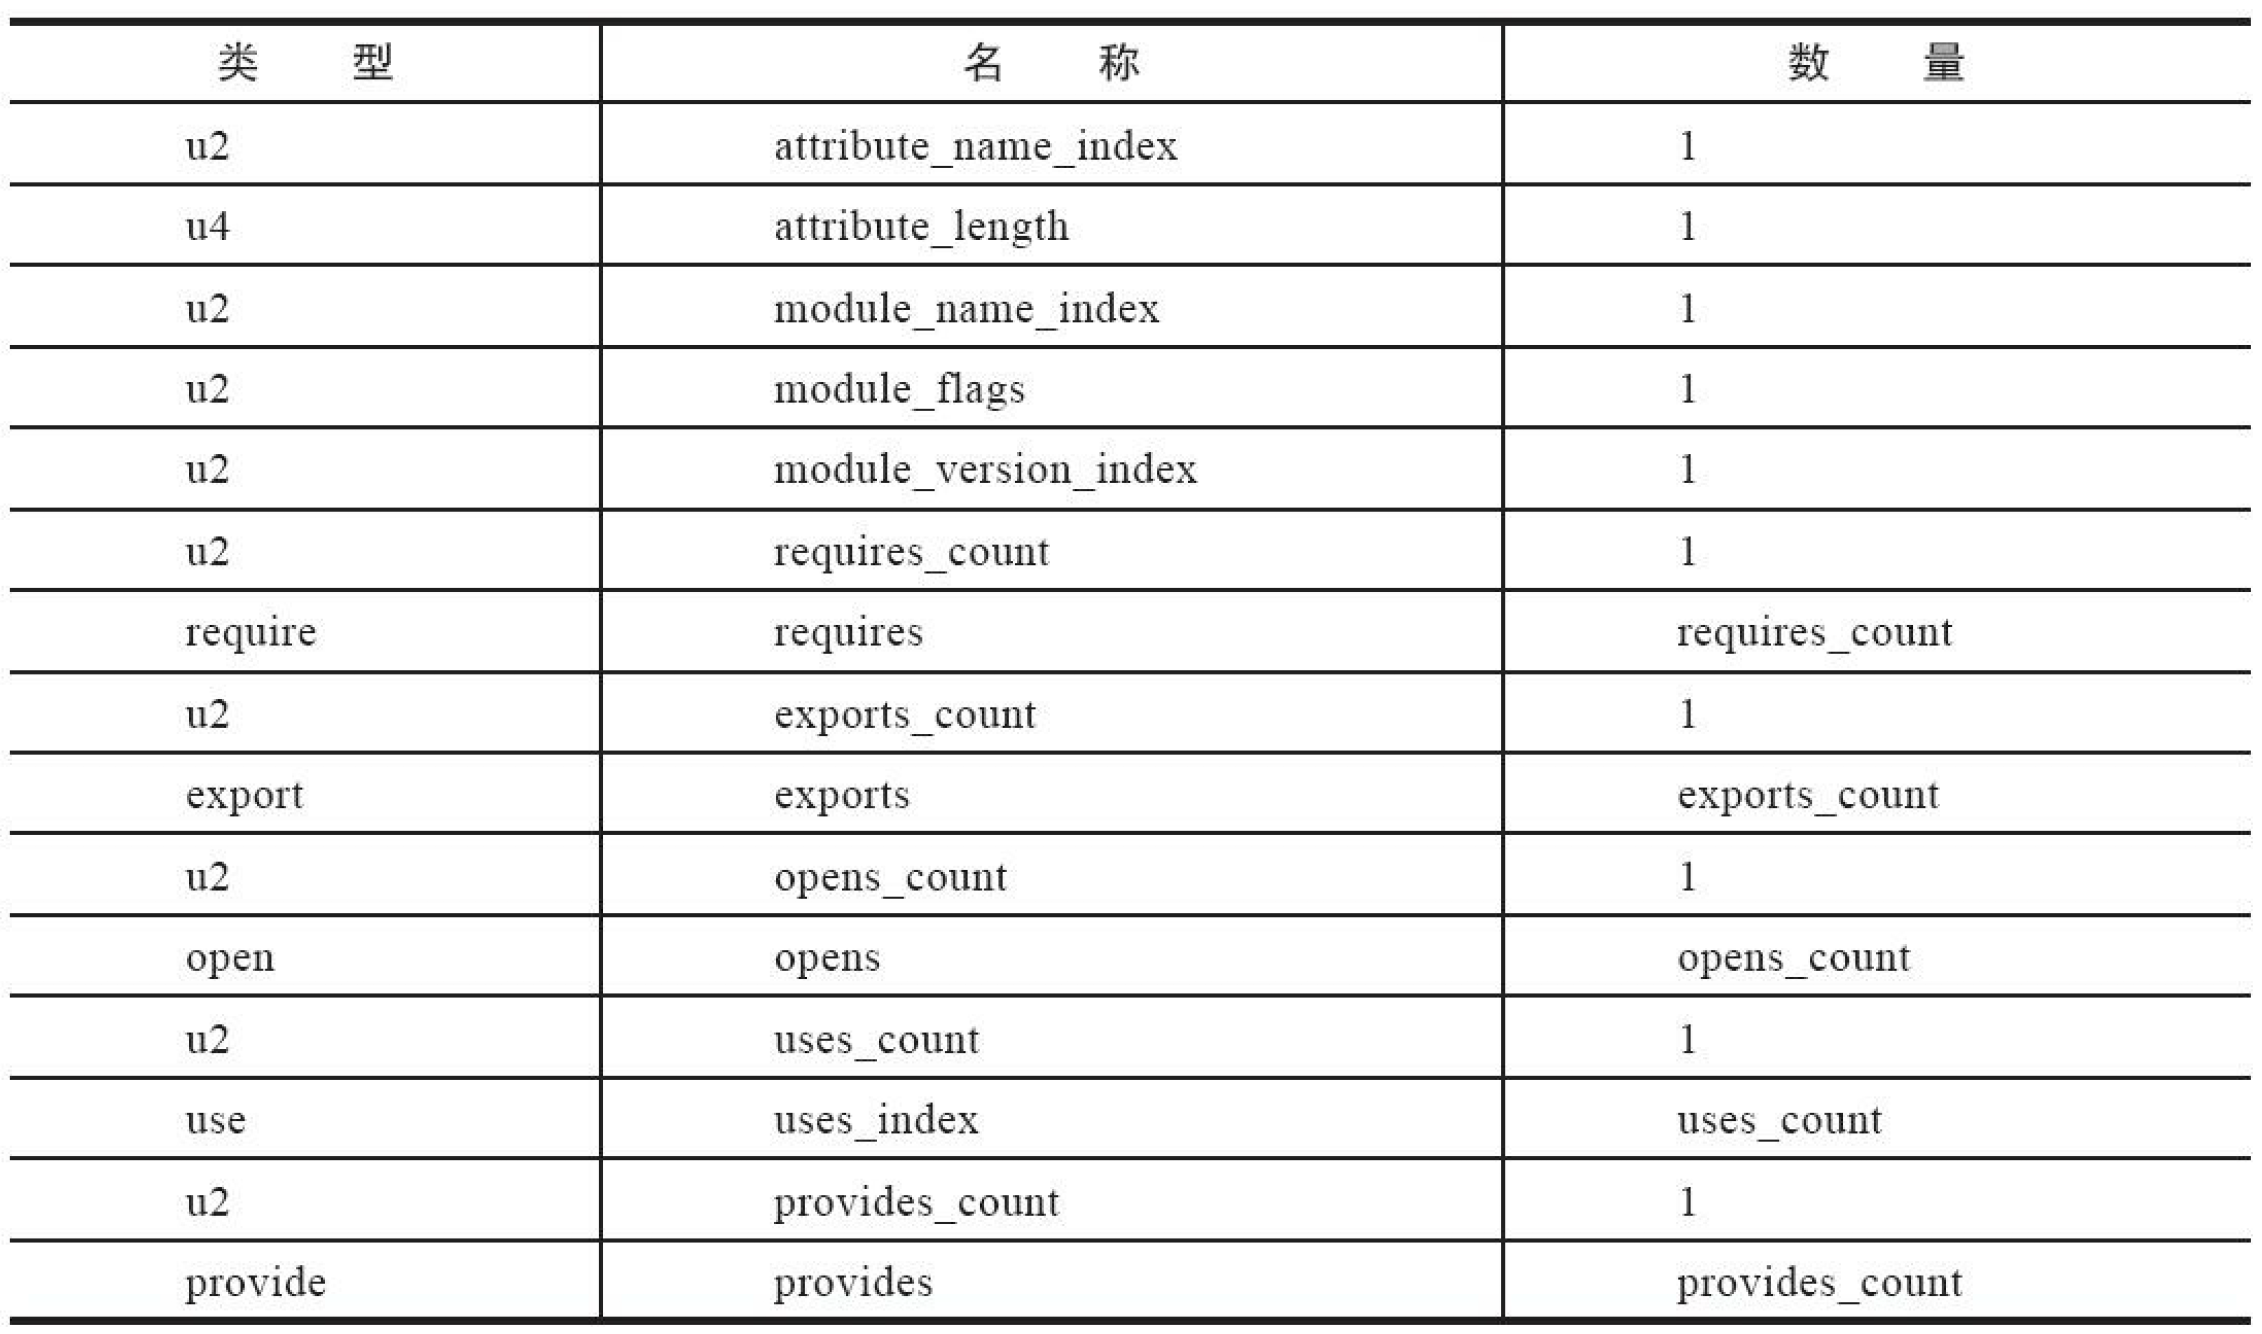 类 型 名 称 数 量
u2 attribute_name_index 1
u4 attribute_length 1
u2 module_name_index 1
u2 module_flags 1
u2 module_version_index 1
u2 requires_count 1
require requires requires_count
u2 exports_count 1
export exports exports_count
u2 opens_count 1
open opens opens_count
u2 uses_count 1
use uses_index uses_count
u2 provides_count 1
provide provides provides_count